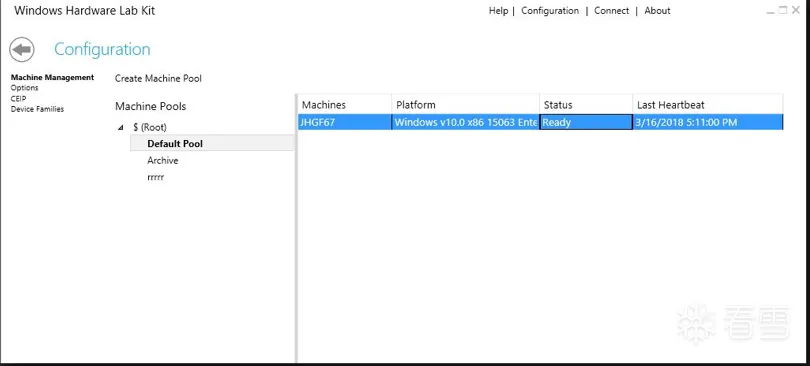 Windows Hardware Lab Kit
Help | Configuration | Connect | About
Configuration
Machine Management
Options
CEIP
Device Families
Create Machine Pool
Machine Pools
$ (Root)
Default Pool
Archive
rrrrr
Machines Platform Status Last Heartbeat
JHGF67 Windows v10.0 x86 15063 Ente Ready 3/16/2018 5:11:00 PM
看雪